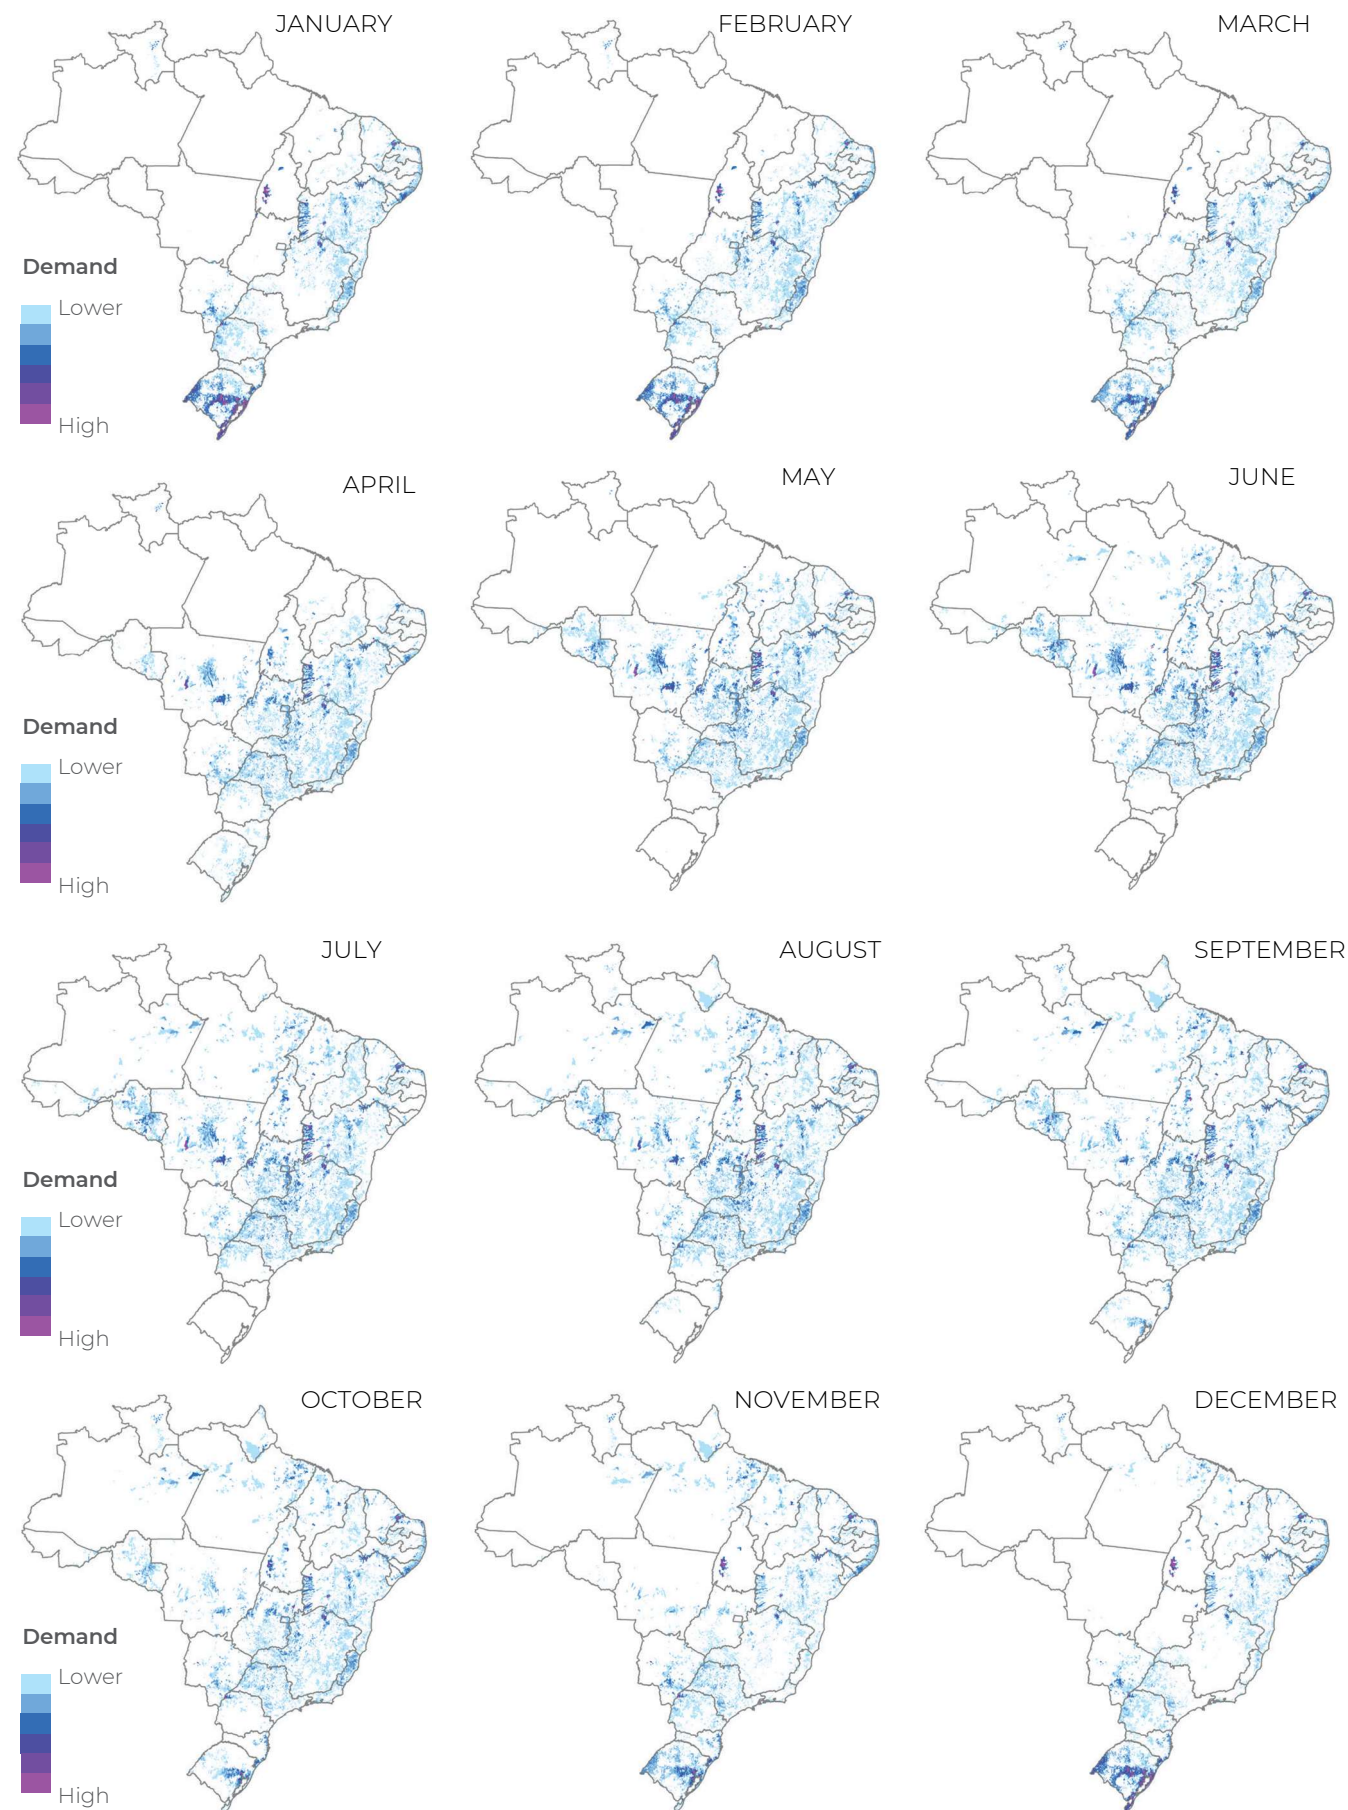 JANUARY
FEBRUARY
MARCH
Demand
Lower
High
APRIL
MAY
JUNE
Demand
Lower
High
JULY
AUGUST
SEPTEMBER
Demand
Lower
High
OCTOBER
NOVEMBER
DECEMBER
Demand
Lower
High